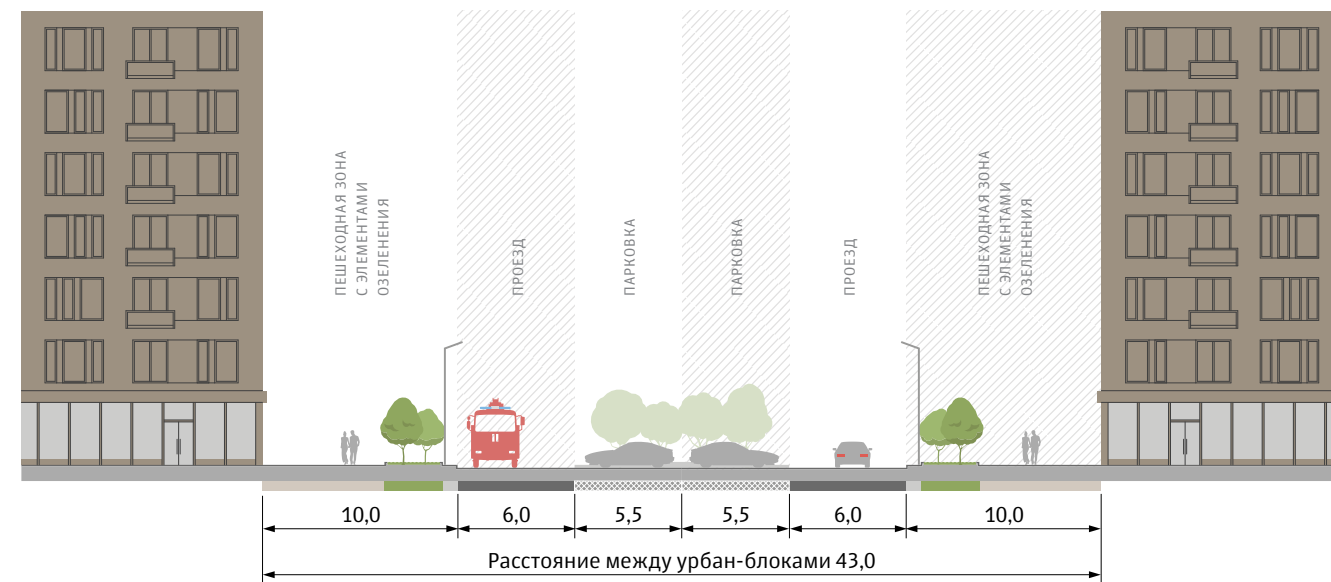 ПЕШЕХОДНАЯ ЗОНА
С ЭЛЕМЕНТАМИ
ОЗЕЛЕНЕНИЯ
ПРОЕЗД
ПАРКОВКА
ПАРКОВКА
ПРОЕЗД
ПЕШЕХОДНАЯ ЗОНА
С ЭЛЕМЕНТАМИ
ОЗЕЛЕНЕНИЯ
10,0
6,0
5,5
5,5
6,0
10,0
Расстояние между урбан-блоками 43,0